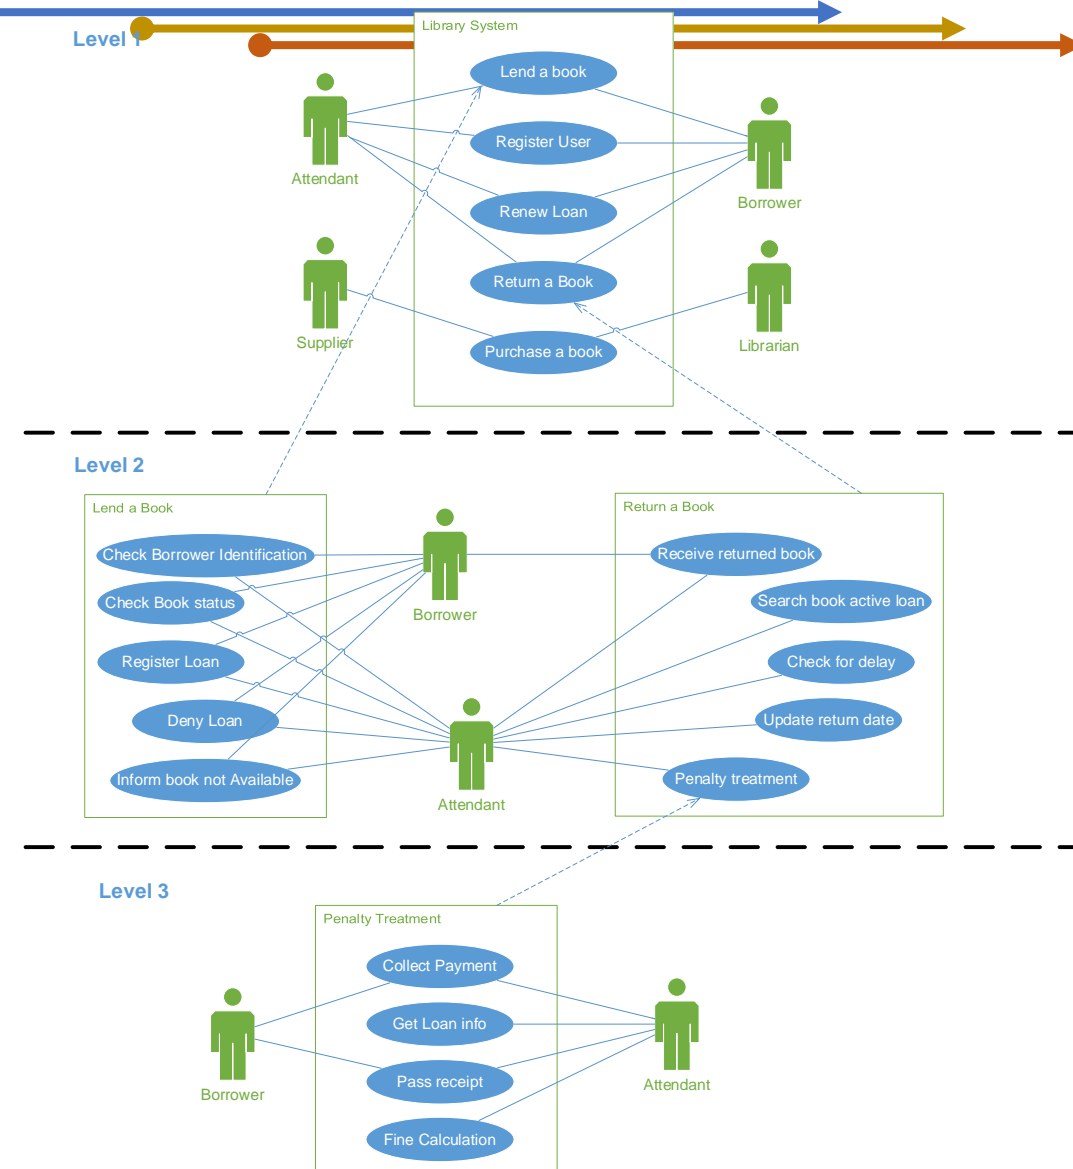 Library System
Level 1
Lend a book
Register User
Attendant
Renew Loan
Borrower
Return a Book
Supplier
Purchase a book
Librarian
Level 2
Lend a Book
Return a Book
Check Borrower Identification
Receive returned book
Check Book status
Search book active loan
Borrower
Register Loan
Check for delay
Deny Loan
Update return date
Inform book not Available
Penalty treatment
Attendant
Level 3
Penalty Treatment
Collect Payment
Get Loan info
Pass receipt
Attendant
Borrower
Fine Calculation